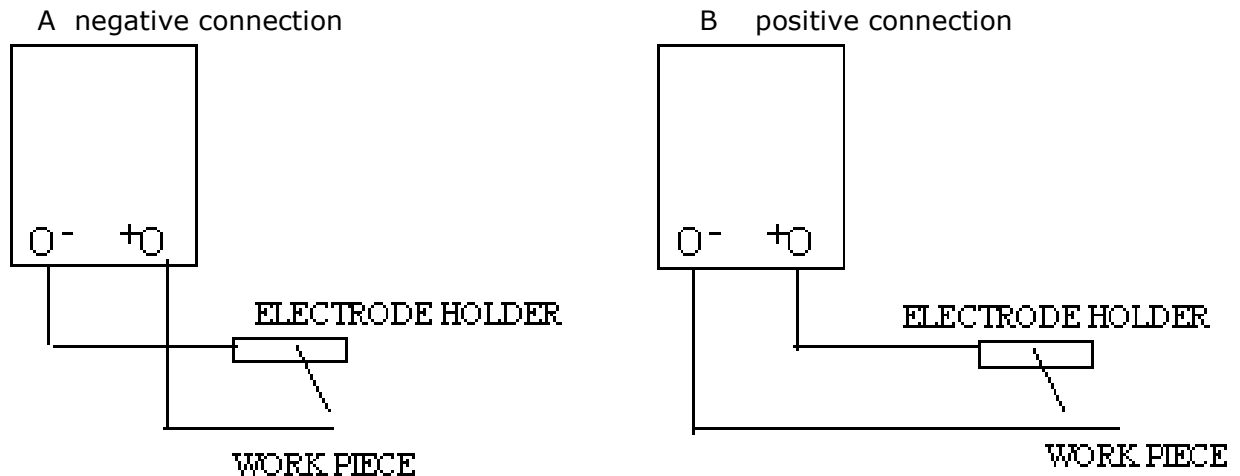 A negative connection
B positive connection
O - +O
O - +O
ELECTRODE HOLDER
ELECTRODE HOLDER
WORK PIECE
WORK PIECE